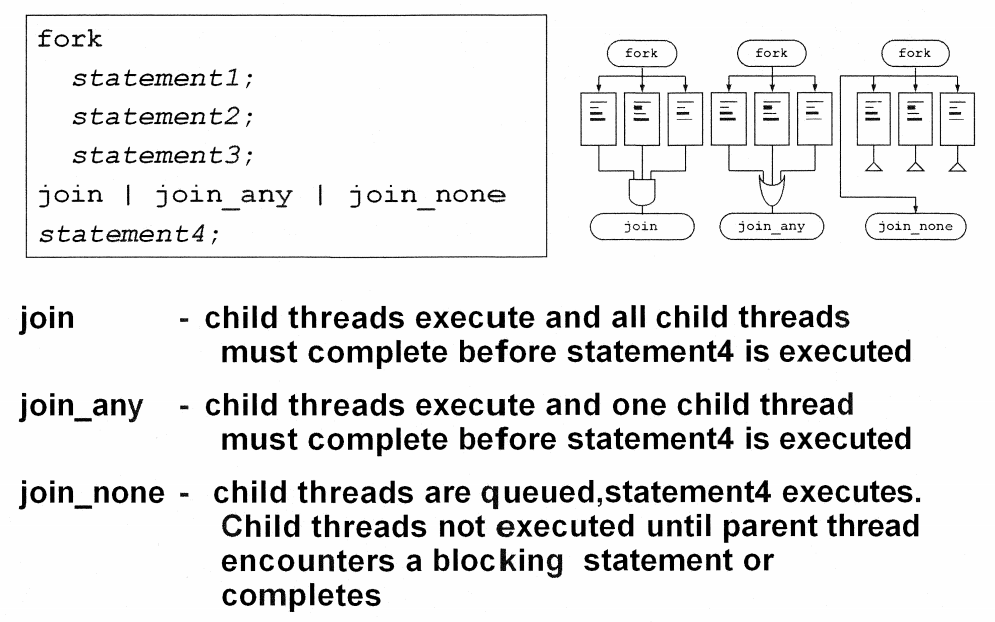 fork
statement1;
statement2;
statement3;
join | join_any | join_none
statement4;
fork
fork
fork
join
join_any
join_none
join - child threads execute and all child threads
must complete before statement4 is executed
join_any - child threads execute and one child thread
must complete before statement4 is executed
join_none - child threads are queued,statement4 executes.
Child threads not executed until parent thread
encounters a blocking statement or
completes